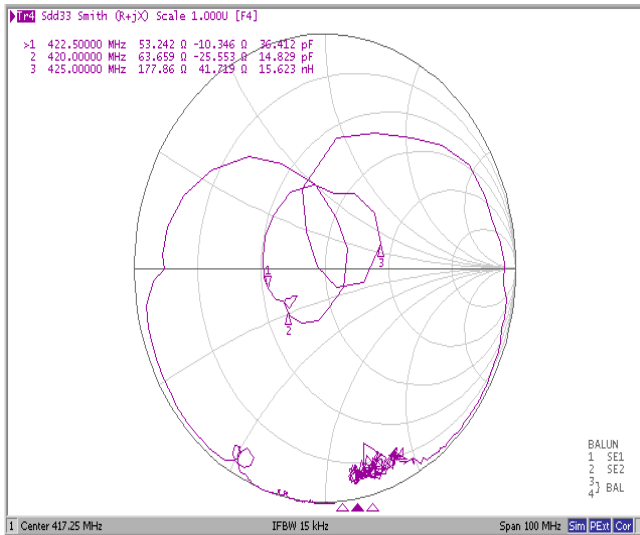 Tr4 Sdd33 Smith (R+jX) Scale 1.000U [F4]
>1 422.50000 MHz 53.242 Ω -10.346 Ω 36.412 pF
2 420.00000 MHz 63.659 Ω -25.553 Ω 14.829 pF
3 425.00000 MHz 177.86 Ω 41.719 Ω 15.623 nH
1
2
3
BALUN
1 SE1
2 SE2
3
4} BAL
1 Center 417.25 MHz IFBW 15 kHz Span 100 MHz Sim PExt Cor